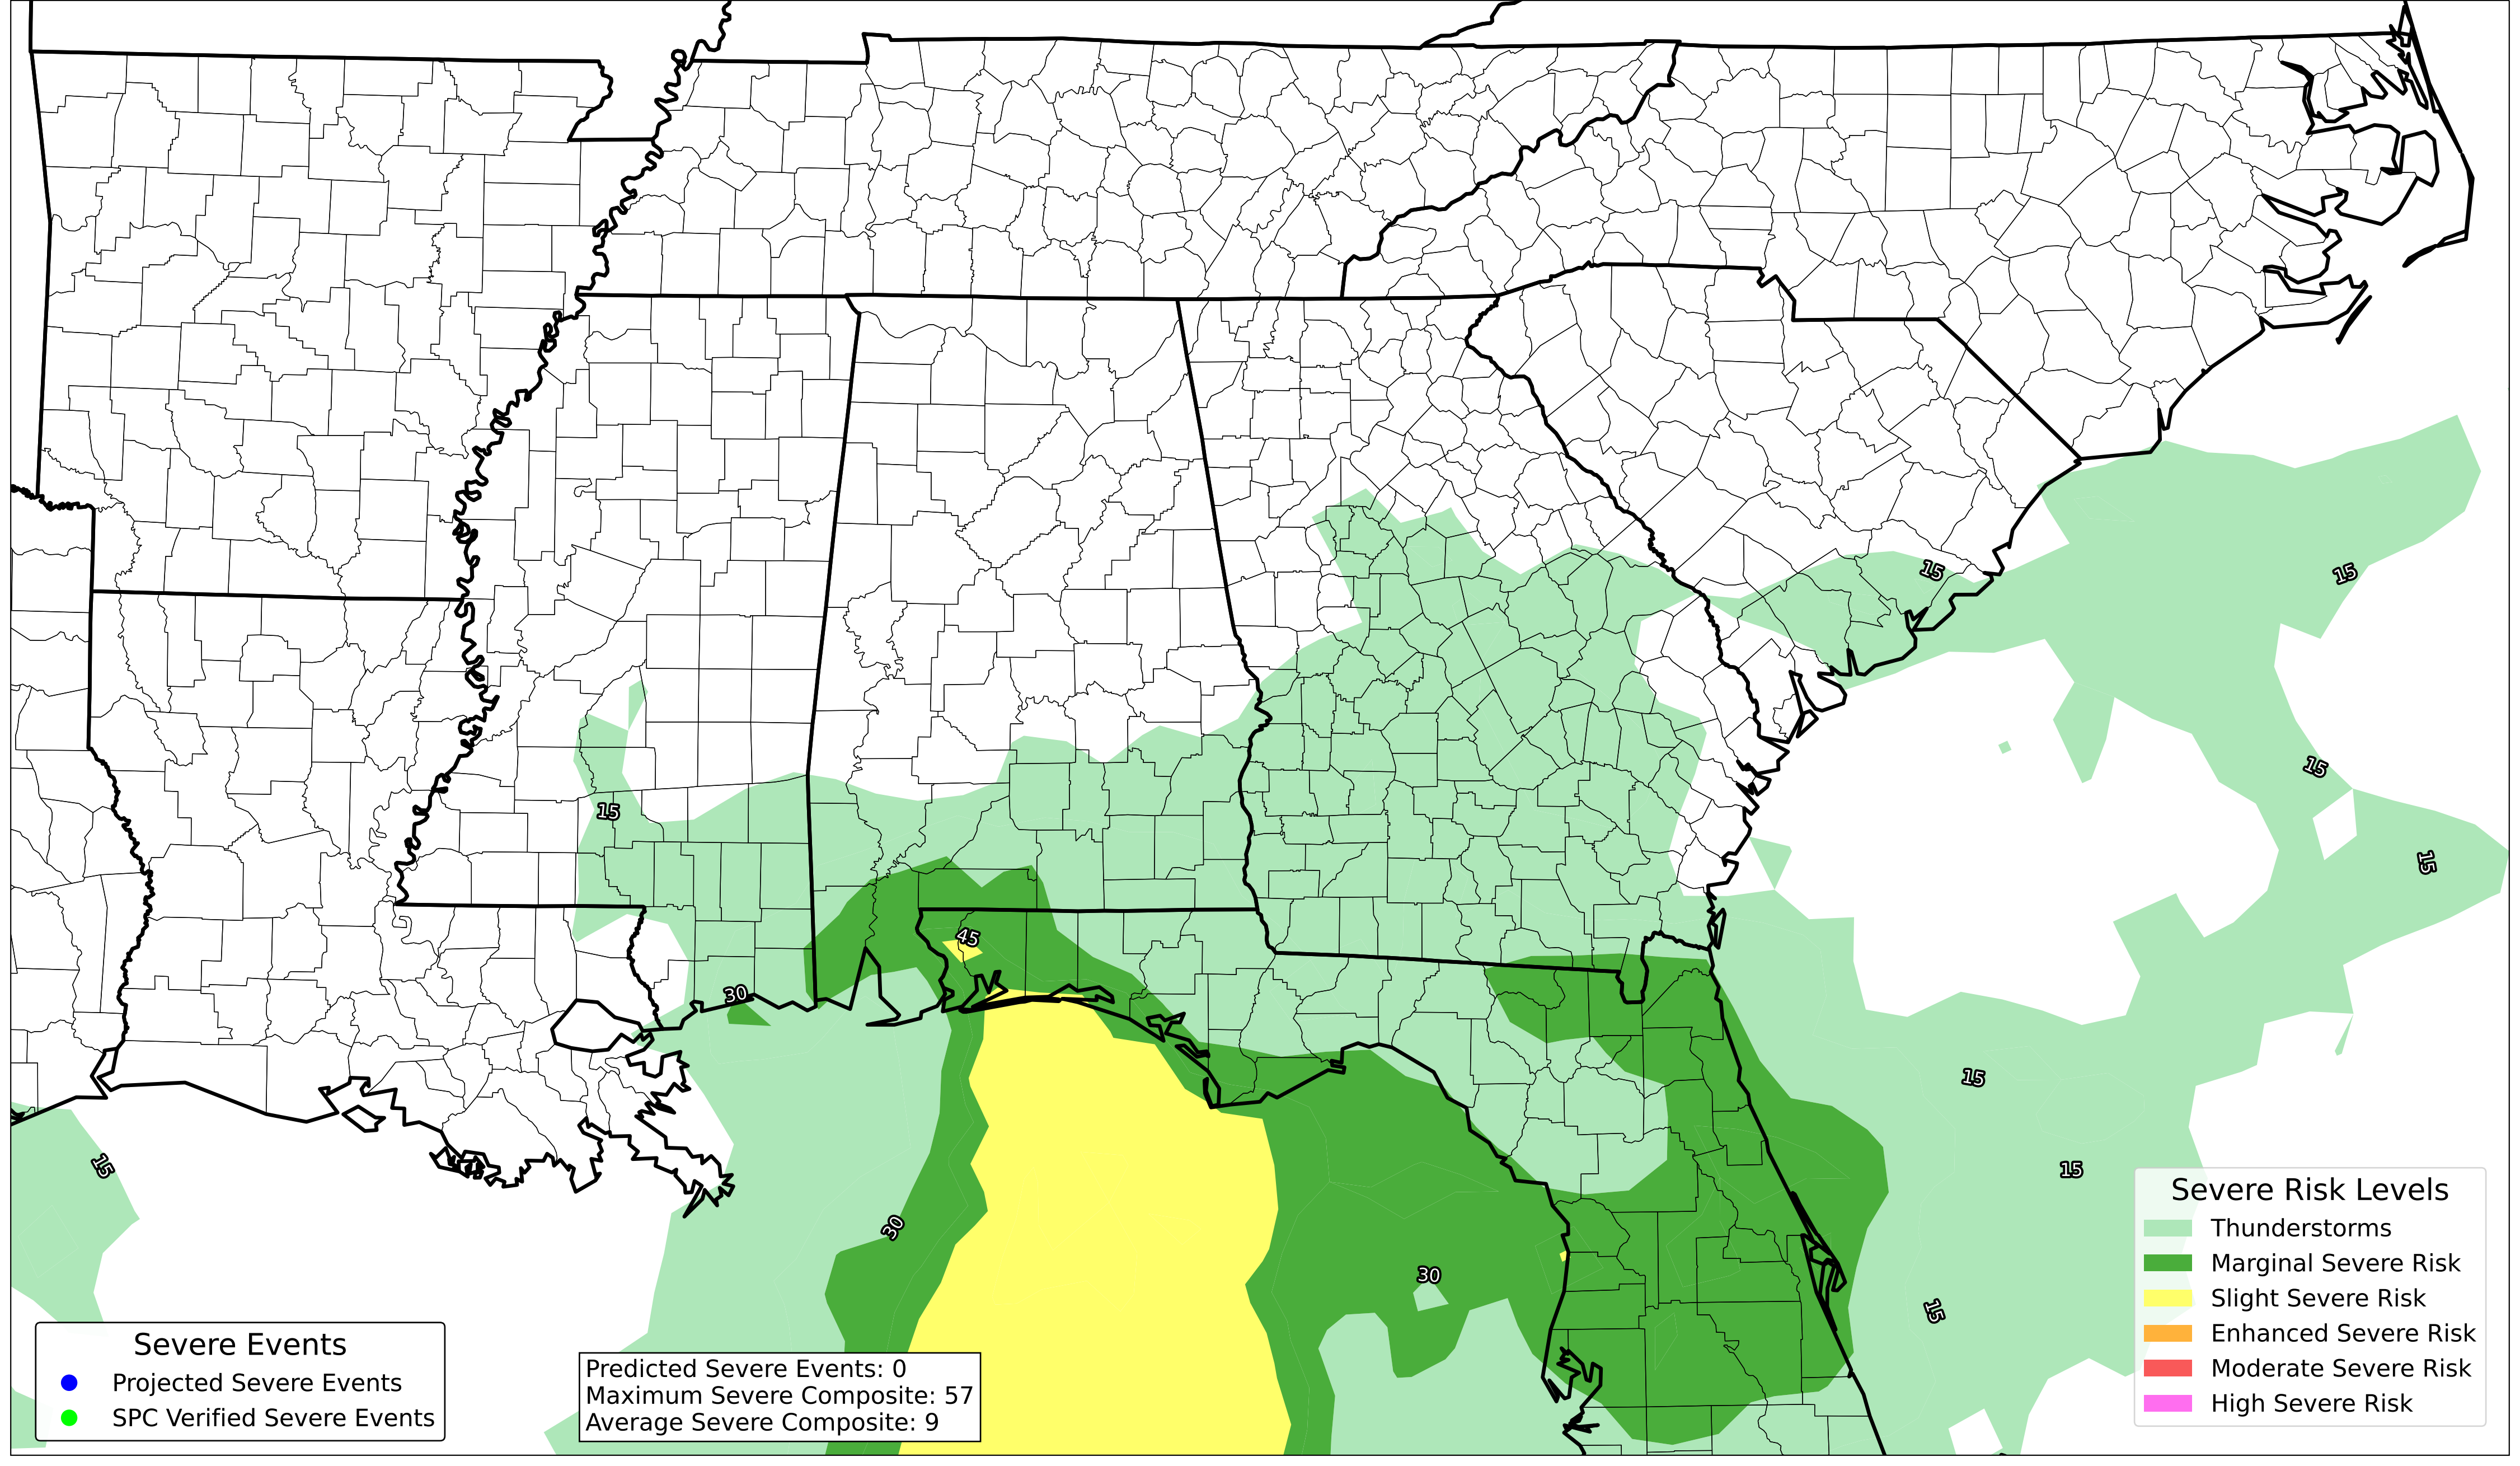 15
15
15
15
15
45
30
15
15
15
30
30
15
Severe Risk Levels
Thunderstorms
Marginal Severe Risk
Slight Severe Risk
Enhanced Severe Risk
Moderate Severe Risk
High Severe Risk
Severe Events
Projected Severe Events
SPC Verified Severe Events
Predicted Severe Events: 0
Maximum Severe Composite: 57
Average Severe Composite: 9